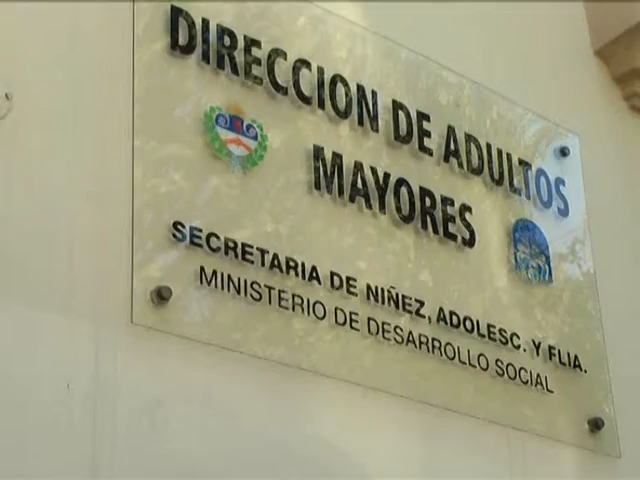 DIRECCION DE ADULTOS
MAYORES
SECRETARIA DE NIÑEZ, ADOLESC. Y FLIA.
MINISTERIO DE DESARROLLO SOCIAL